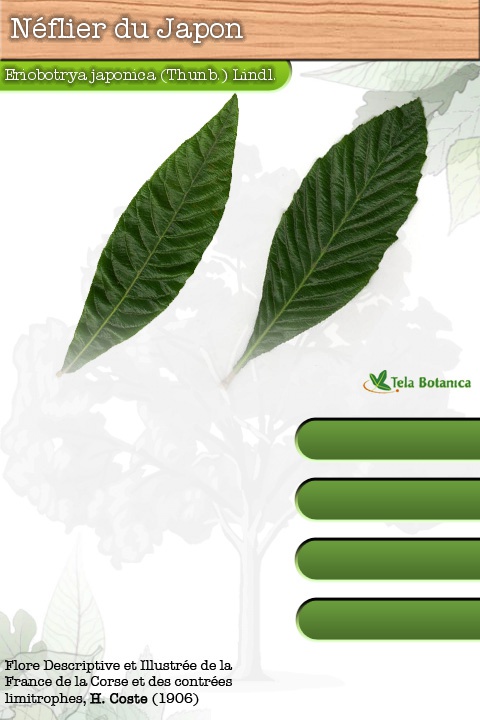 Néflier du Japon
Eriobotrya japonica (Thunb.) Lindl.
Tela Botanica
Flore Descriptive et Illustrée de la
France de la Corse et des contrées
limitrophes, H. Coste (1906)